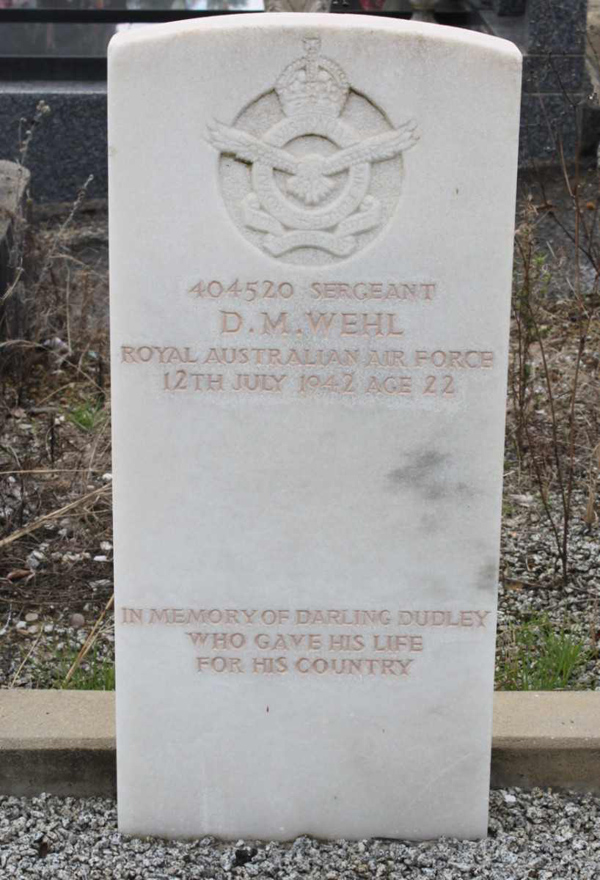 404520 SERGEANT
D.M.WEHL
ROYAL AUSTRALIAN AIR FORCE
12TH JULY 1942 AGE 22
IN MEMORY OF DARLING DUDLEY
WHO GAVE HIS LIFE
FOR HIS COUNTRY